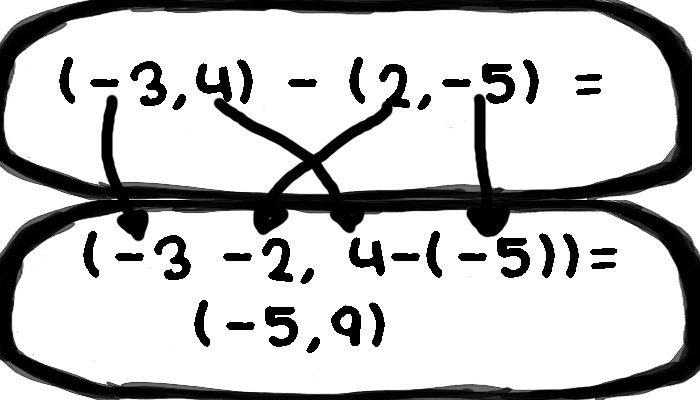 (-3,4) - (2,-5) =
(-3 -2, 4-(-5))=
(-5,9)